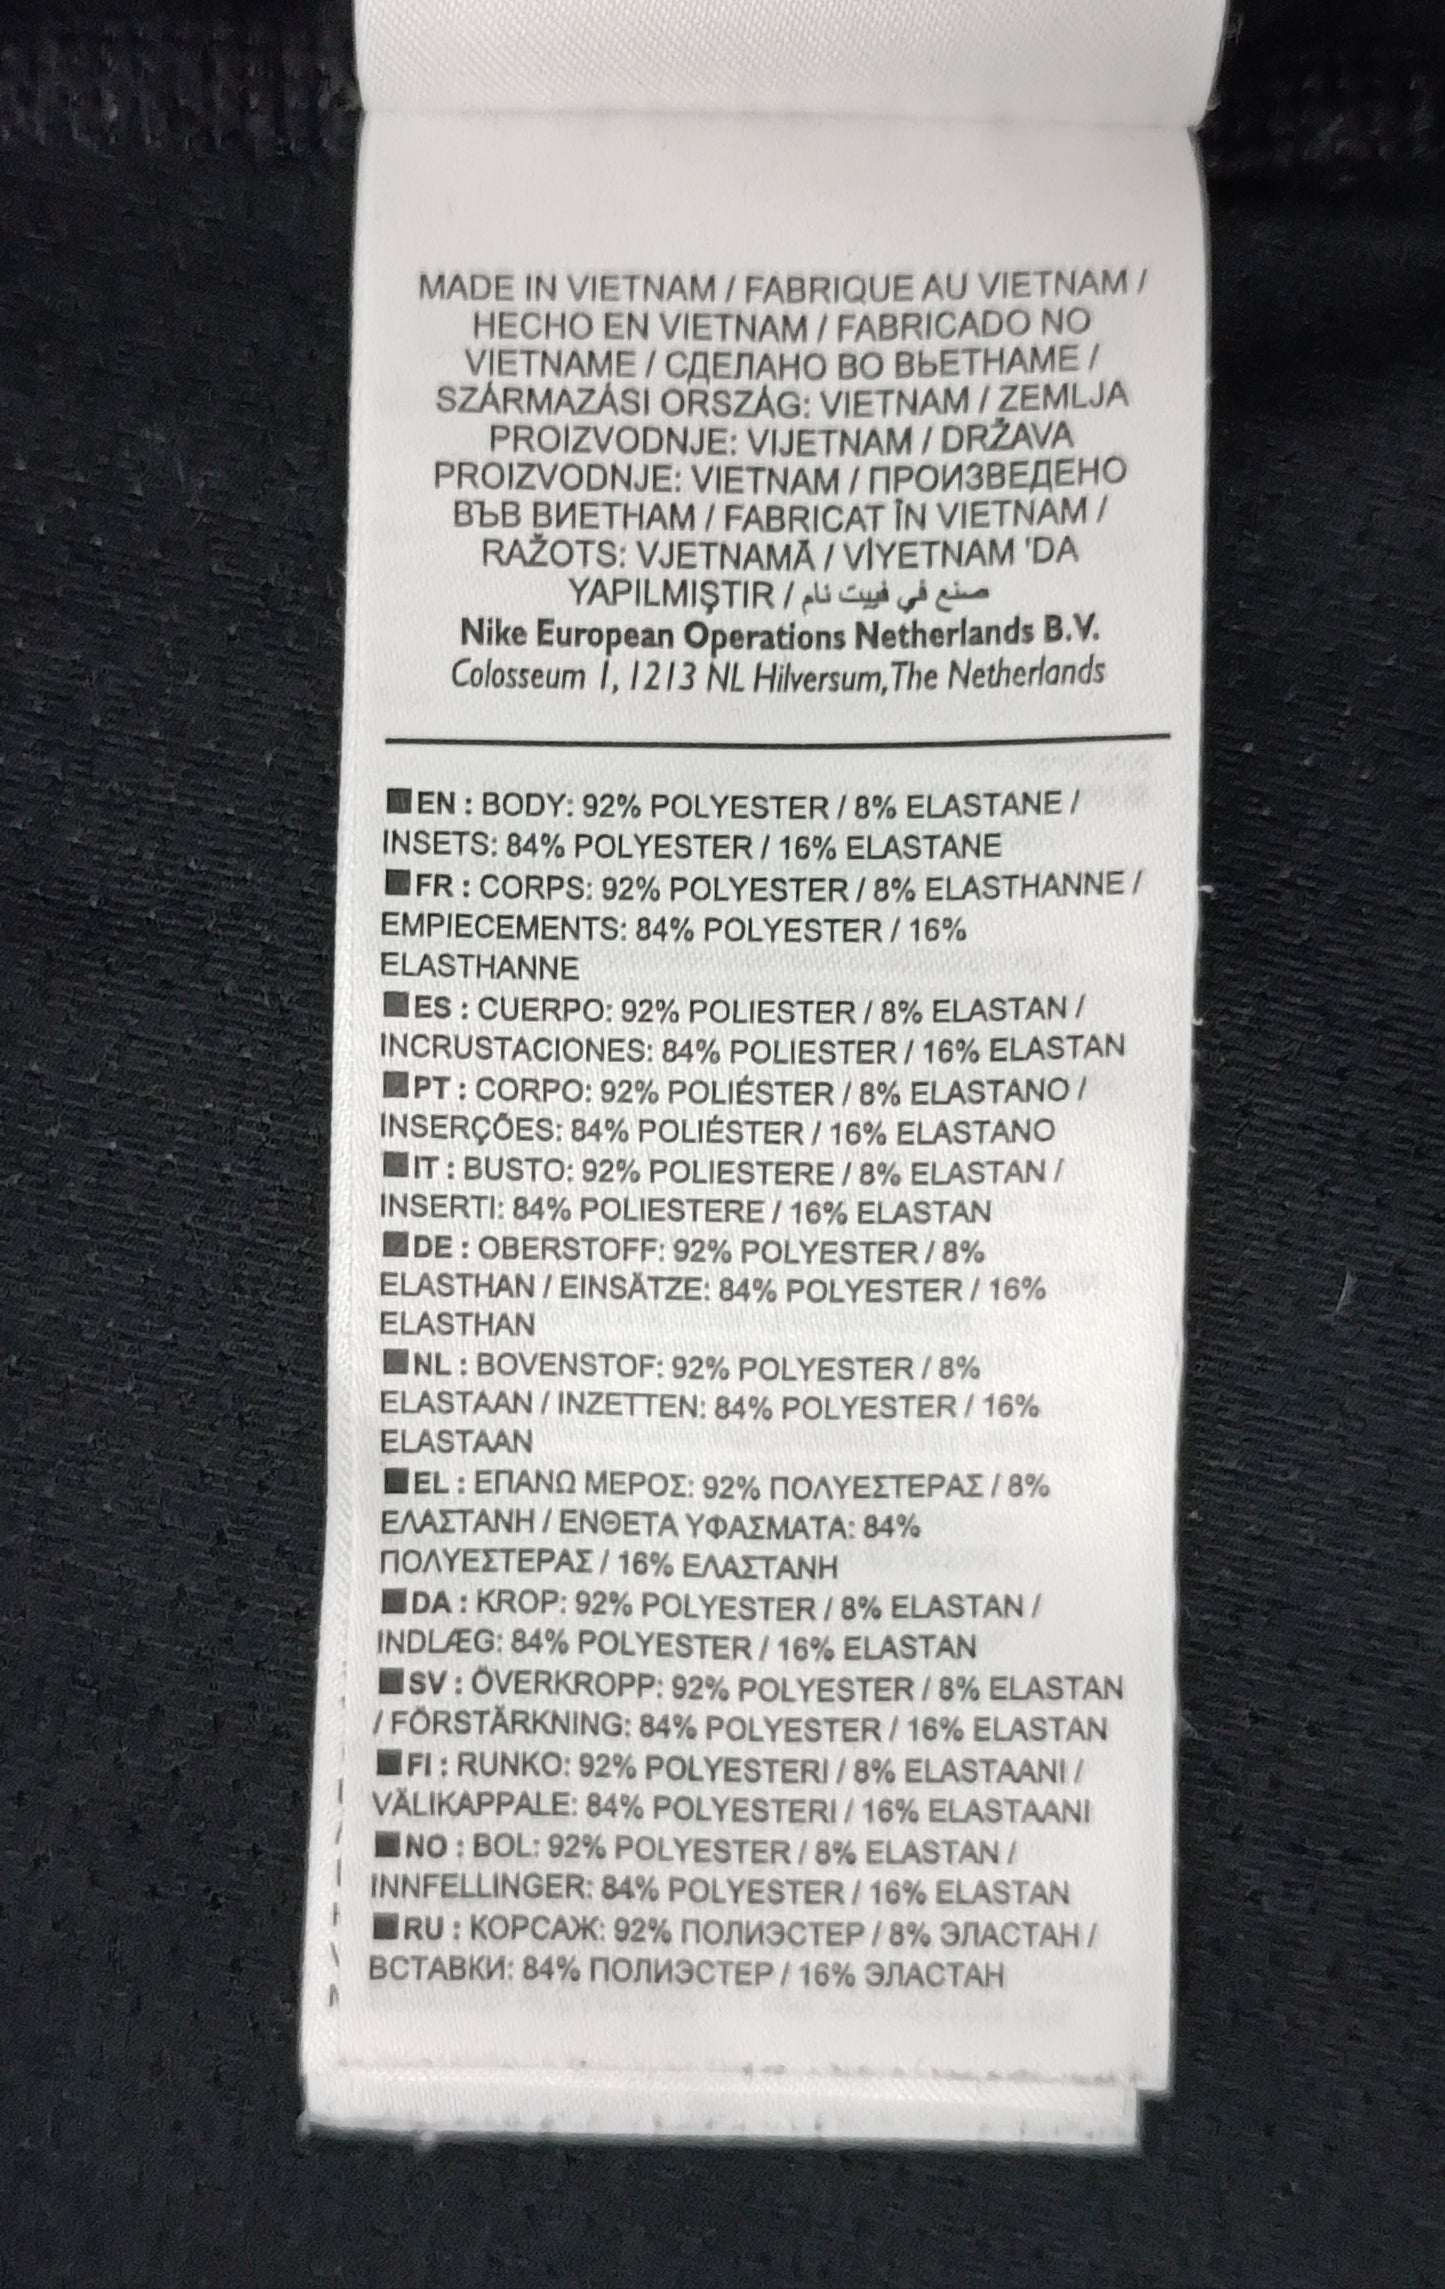 MADE IN VIETNAM / FABRIQUE AU VIETNAM /
HECHO EN VIETNAM / FABRICADO NO
VIETNAME / СДЕЛАНО ВО ВЬЕТНАМЕ /
SZÁRMAZÁSI ORSZÁG: VIETNAM / ZEMLJA
PROIZVODNJE: VIJETNAM / DRŽAVA
PROIZVODNJE: VIETNAM / ПРОИЗВЕДЕНО
ВЪВ ВИЕТНАМ / FABRICAT ÎN VIETNAM /
RAŽOTS: VJETNAMĀ / VİYETNAM 'DA
YAPILMIŞTIR / صنع في فييت نام
Nike European Operations Netherlands B.V.
Colosseum 1, 1213 NL Hilversum, The Netherlands
■EN : BODY: 92% POLYESTER / 8% ELASTANE /
INSETS: 84% POLYESTER / 16% ELASTANE
■FR : CORPS: 92% POLYESTER / 8% ELASTHANNE /
EMPIECEMENTS: 84% POLYESTER / 16%
ELASTHANNE
■ES : CUERPO: 92% POLIESTER / 8% ELASTAN /
INCRUSTACIONES: 84% POLIESTER / 16% ELASTAN
■PT : CORPO: 92% POLIÉSTER / 8% ELASTANO /
INSERÇÕES: 84% POLIÉSTER / 16% ELASTANO
■IT : BUSTO: 92% POLIESTERE / 8% ELASTAN /
INSERTI: 84% POLIESTERE / 16% ELASTAN
■DE : OBERSTOFF: 92% POLYESTER / 8%
ELASTHAN / EINSÄTZE: 84% POLYESTER / 16%
ELASTHAN
■NL : BOVENSTOF: 92% POLYESTER / 8%
ELASTAAN / INZETTEN: 84% POLYESTER / 16%
ELASTAAN
■EL : ΕΠΑΝΩ ΜΕΡΟΣ: 92% ΠΟΛΥΕΣΤΕΡΑΣ / 8%
ΕΛΑΣΤΑΝΗ / ΕΝΘΕΤΑ ΥΦΑΣΜΑΤΑ: 84%
ΠΟΛΥΕΣΤΕΡΑΣ / 16% ΕΛΑΣΤΑΝΗ
■DA : KROP: 92% POLYESTER / 8% ELASTAN /
INDLÆG: 84% POLYESTER / 16% ELASTAN
■SV : ÖVERKROPP: 92% POLYESTER / 8% ELASTAN
/ FÖRSTÄRKNING: 84% POLYESTER / 16% ELASTAN
■FI : RUNKO: 92% POLYESTERI / 8% ELASTAANI /
VÄLIKAPPALE: 84% POLYESTERI / 16% ELASTAANI
■NO : BOL: 92% POLYESTER / 8% ELASTAN /
INNFELLINGER: 84% POLYESTER / 16% ELASTAN
■RU : КОРСАЖ: 92% ПОЛИЭСТЕР / 8% ЭЛАСТАН /
ВСТАВКИ: 84% ПОЛИЭСТЕР / 16% ЭЛАСТАН